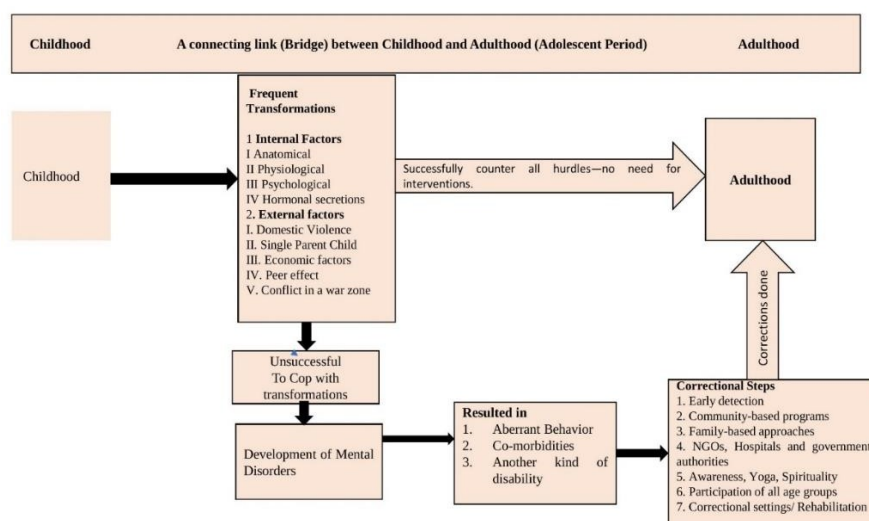 Childhood
A connecting link (Bridge) between Childhood and Adulthood (Adolescent Period)
Adulthood
Frequent
Transformations
1 Internal Factors
I Anatomical
II Physiological
III Psychological
IV Hormonal secretions
2. External factors
I. Domestic Violence
II. Single Parent Child
III. Economic factors
IV. Peer effect
V. Conflict in a war zone
Childhood
Successfully counter all hurdles—no need for
interventions.
Adulthood
Corrections done
Unsuccessful
To Cop with
transformations
Development of Mental
Disorders
Resulted in
1. Aberrant Behavior
2. Co-morbidities
3. Another kind of
disability
Correctional Steps
1. Early detection
2. Community-based programs
3. Family-based approaches
4. NGOs, Hospitals and government
authorities
5. Awareness, Yoga, Spirituality
6. Participation of all age groups
7. Correctional settings/ Rehabilitation